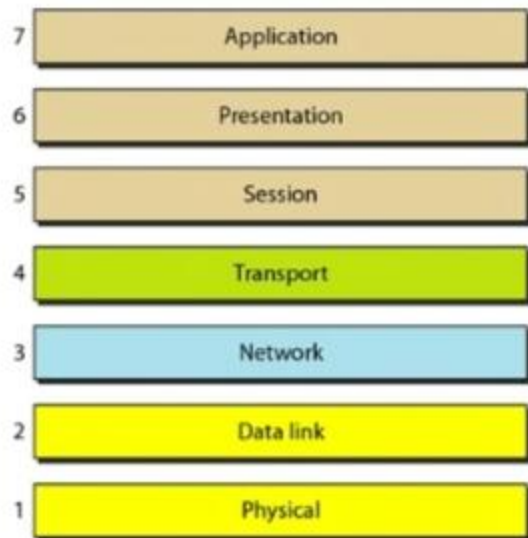 7 Application
6 Presentation
5 Session
4 Transport
3 Network
2 Data link
1 Physical